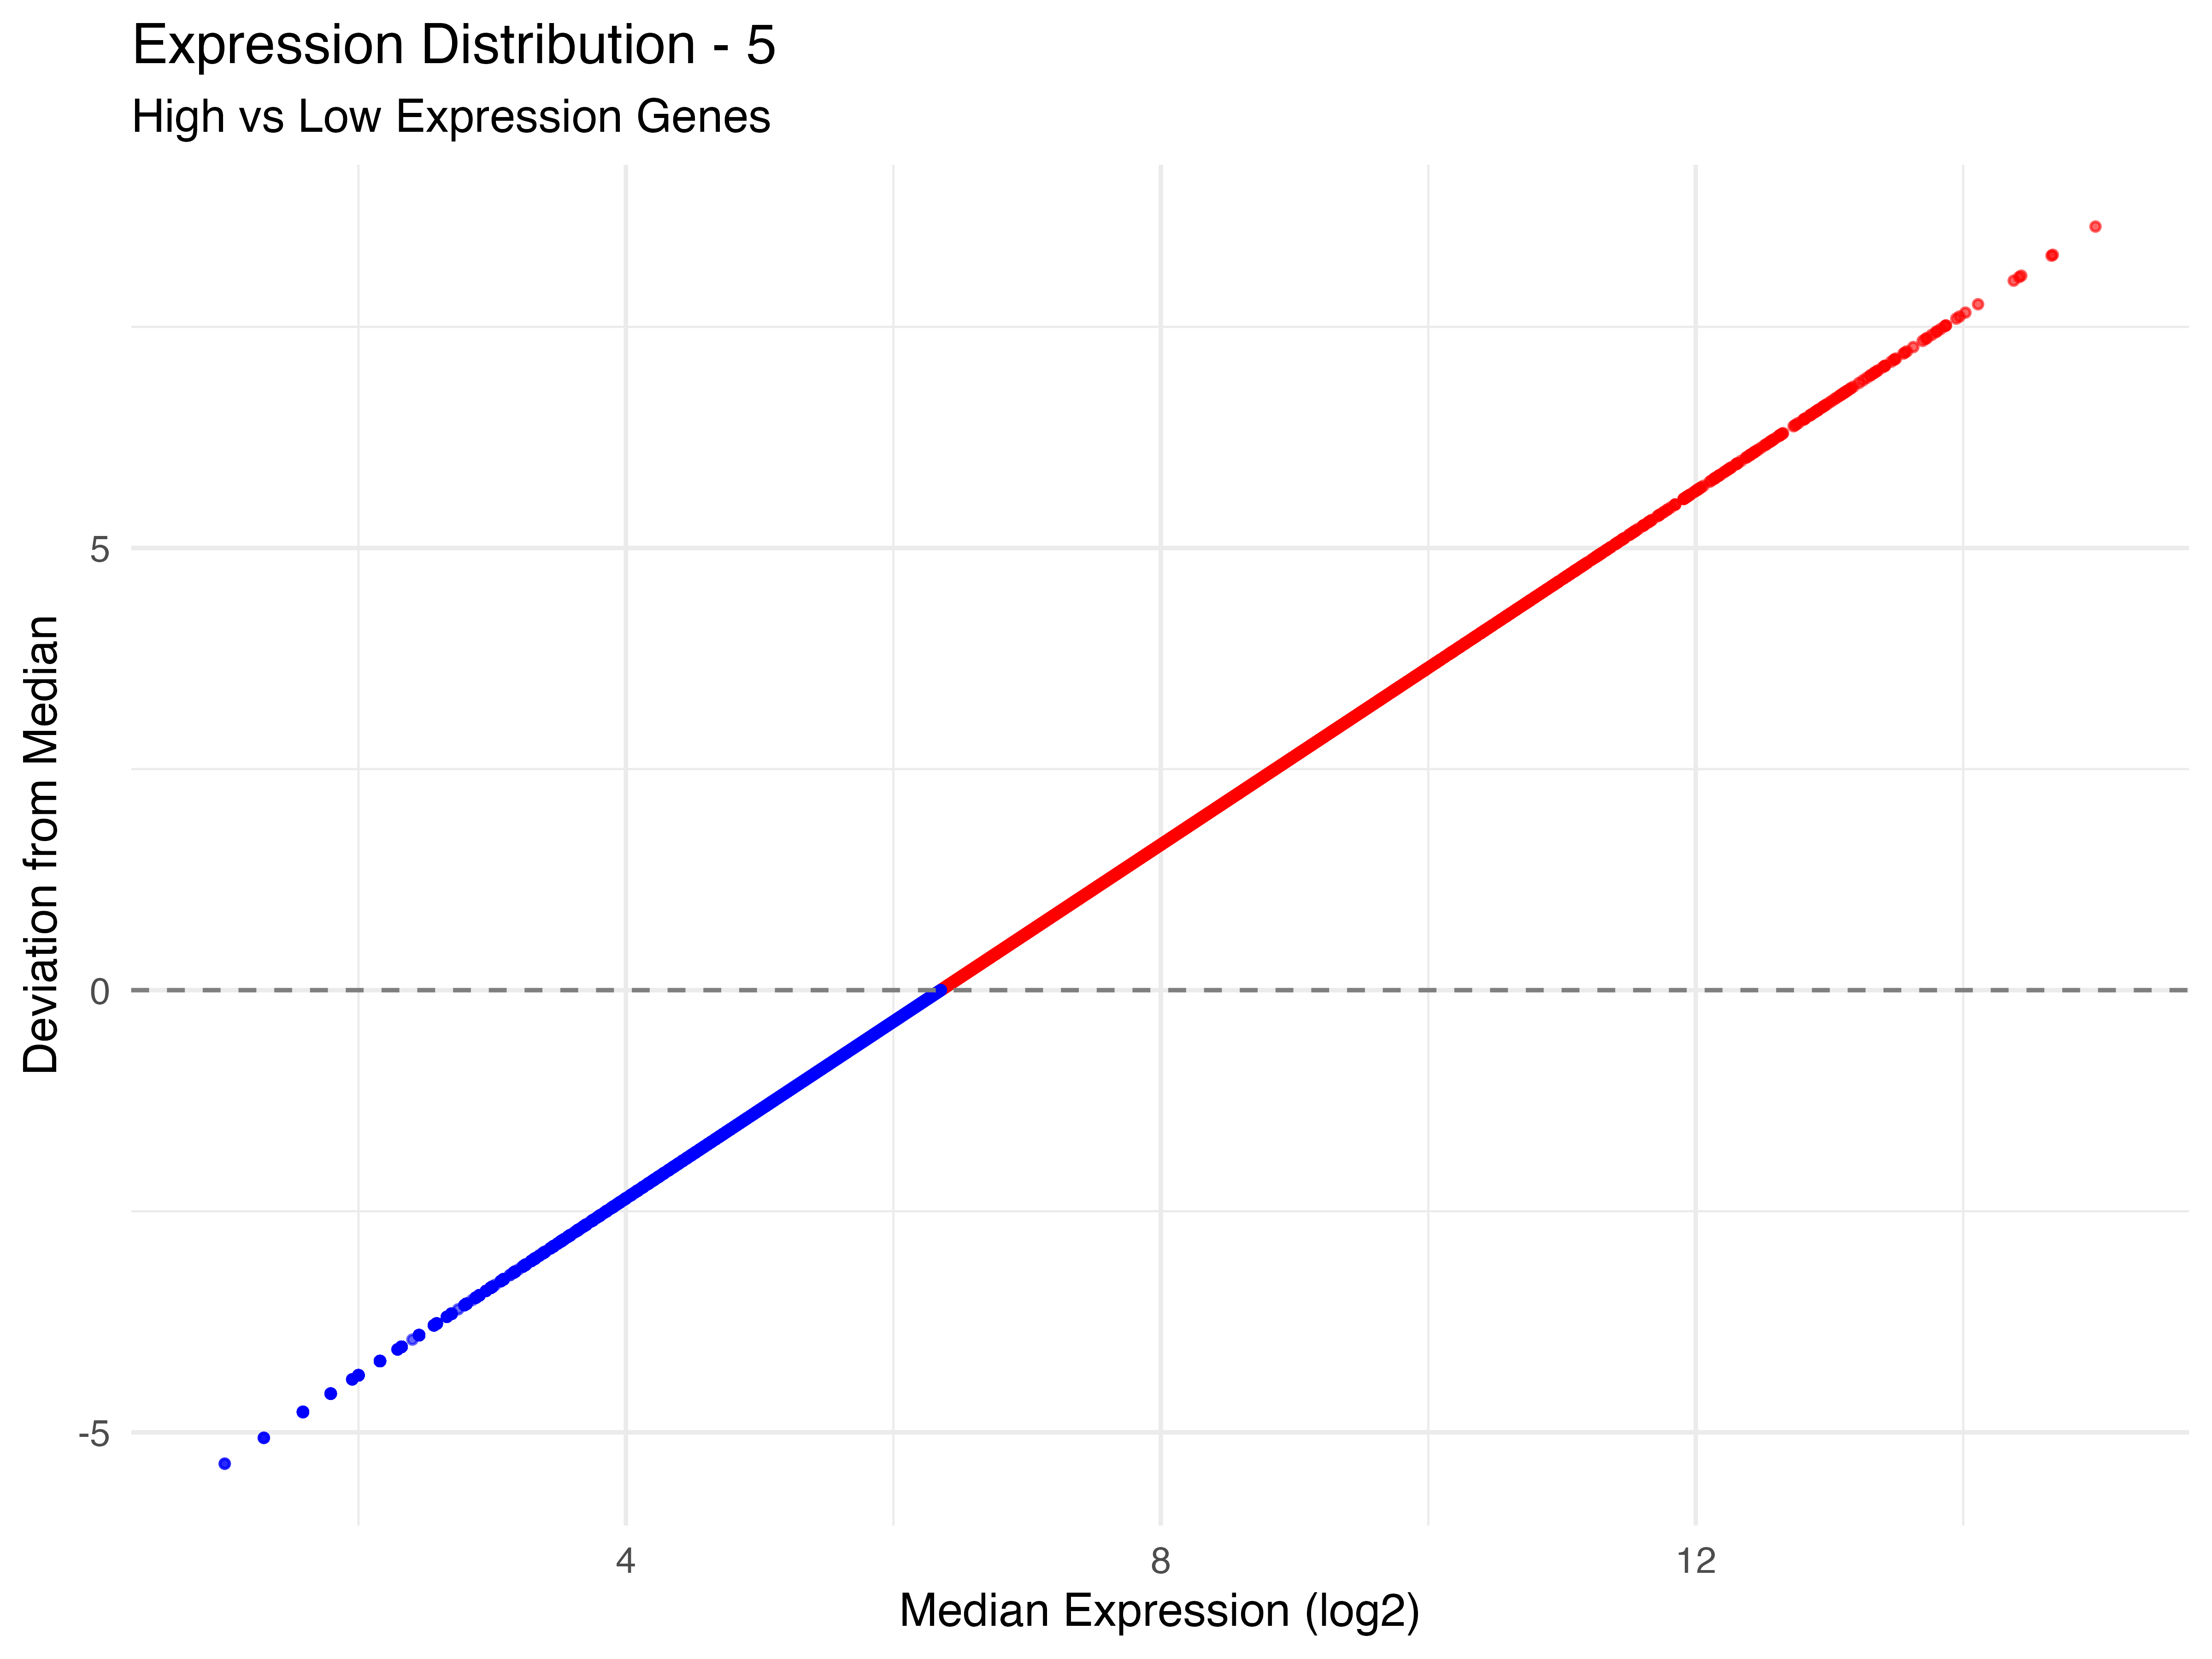 Expression Distribution - 5
High vs Low Expression Genes
Deviation from Median
5
0
-5
4
8
12
Median Expression (log2)